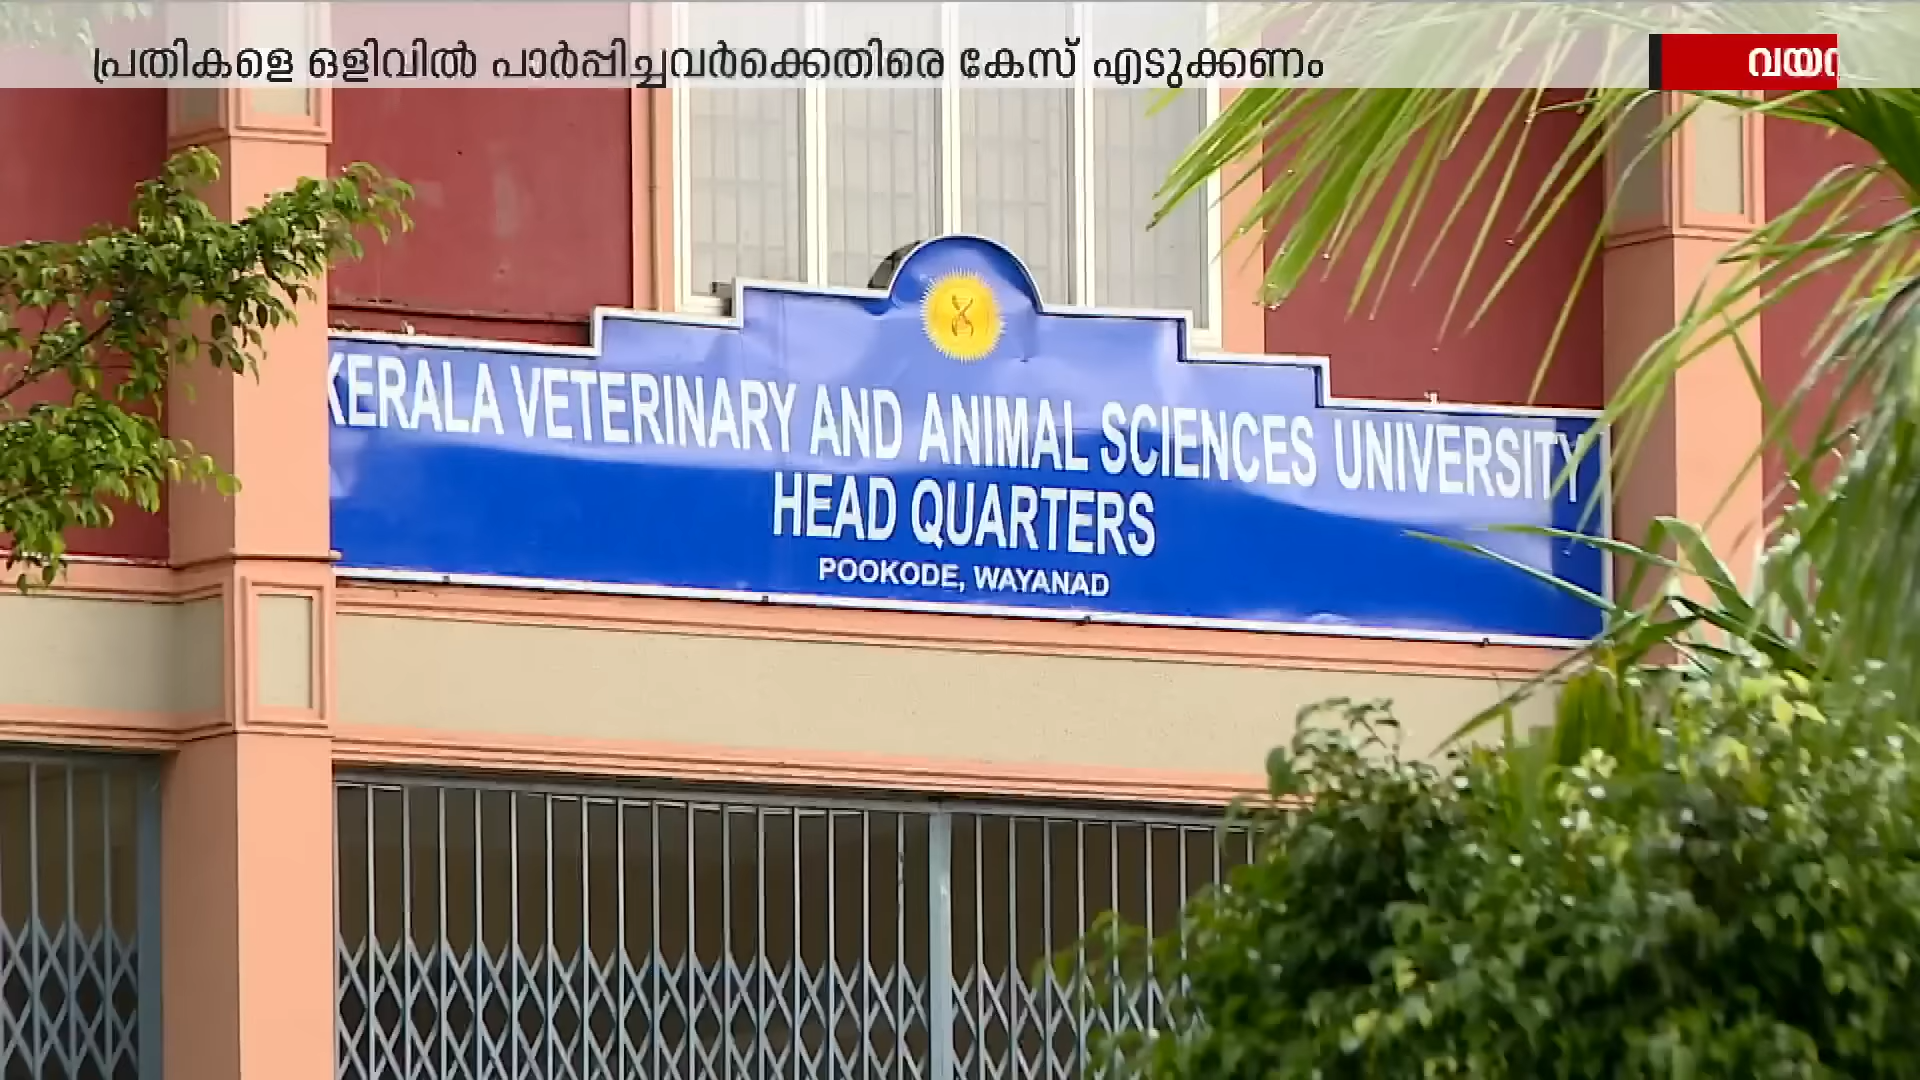 പ്രതികളെ ഒളിവിൽ പാർപ്പിച്ചവർക്കെതിരെ കേസ് എടുക്കണം
KERALA VETERINARY AND ANIMAL SCIENCES UNIVERSITY
HEAD QUARTERS
POOKODE, WAYANAD